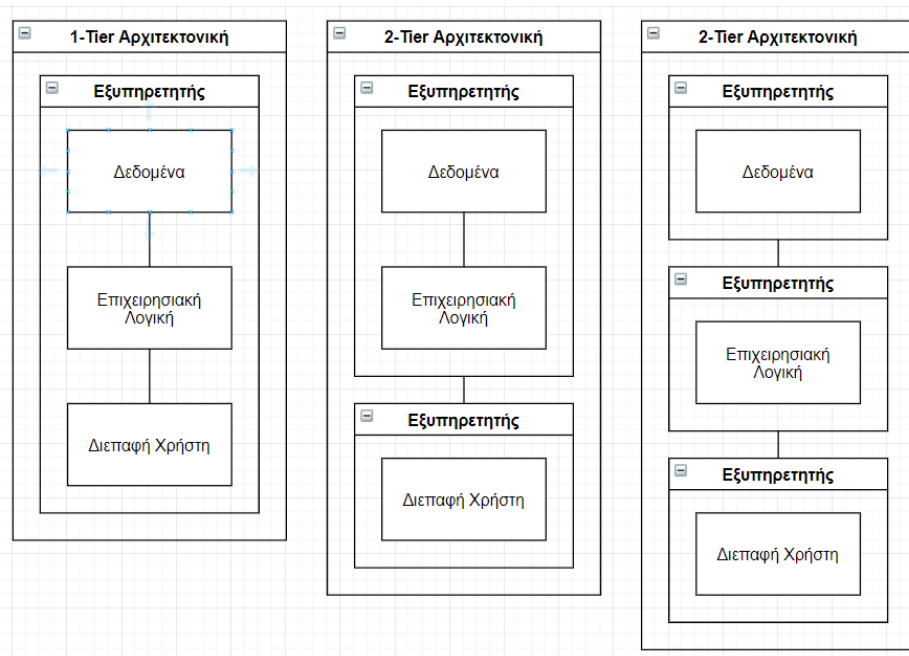 1-Tier Αρχιτεκτονική
Εξυπηρετητής
Δεδομένα
Επιχειρησιακή
Λογική
Διεπαφή Χρήστη
2-Tier Αρχιτεκτονική
Εξυπηρετητής
Δεδομένα
Επιχειρησιακή
Λογική
Εξυπηρετητής
Διεπαφή Χρήστη
2-Tier Αρχιτεκτονική
Εξυπηρετητής
Δεδομένα
Εξυπηρετητής
Επιχειρησιακή
Λογική
Εξυπηρετητής
Διεπαφή Χρήστη